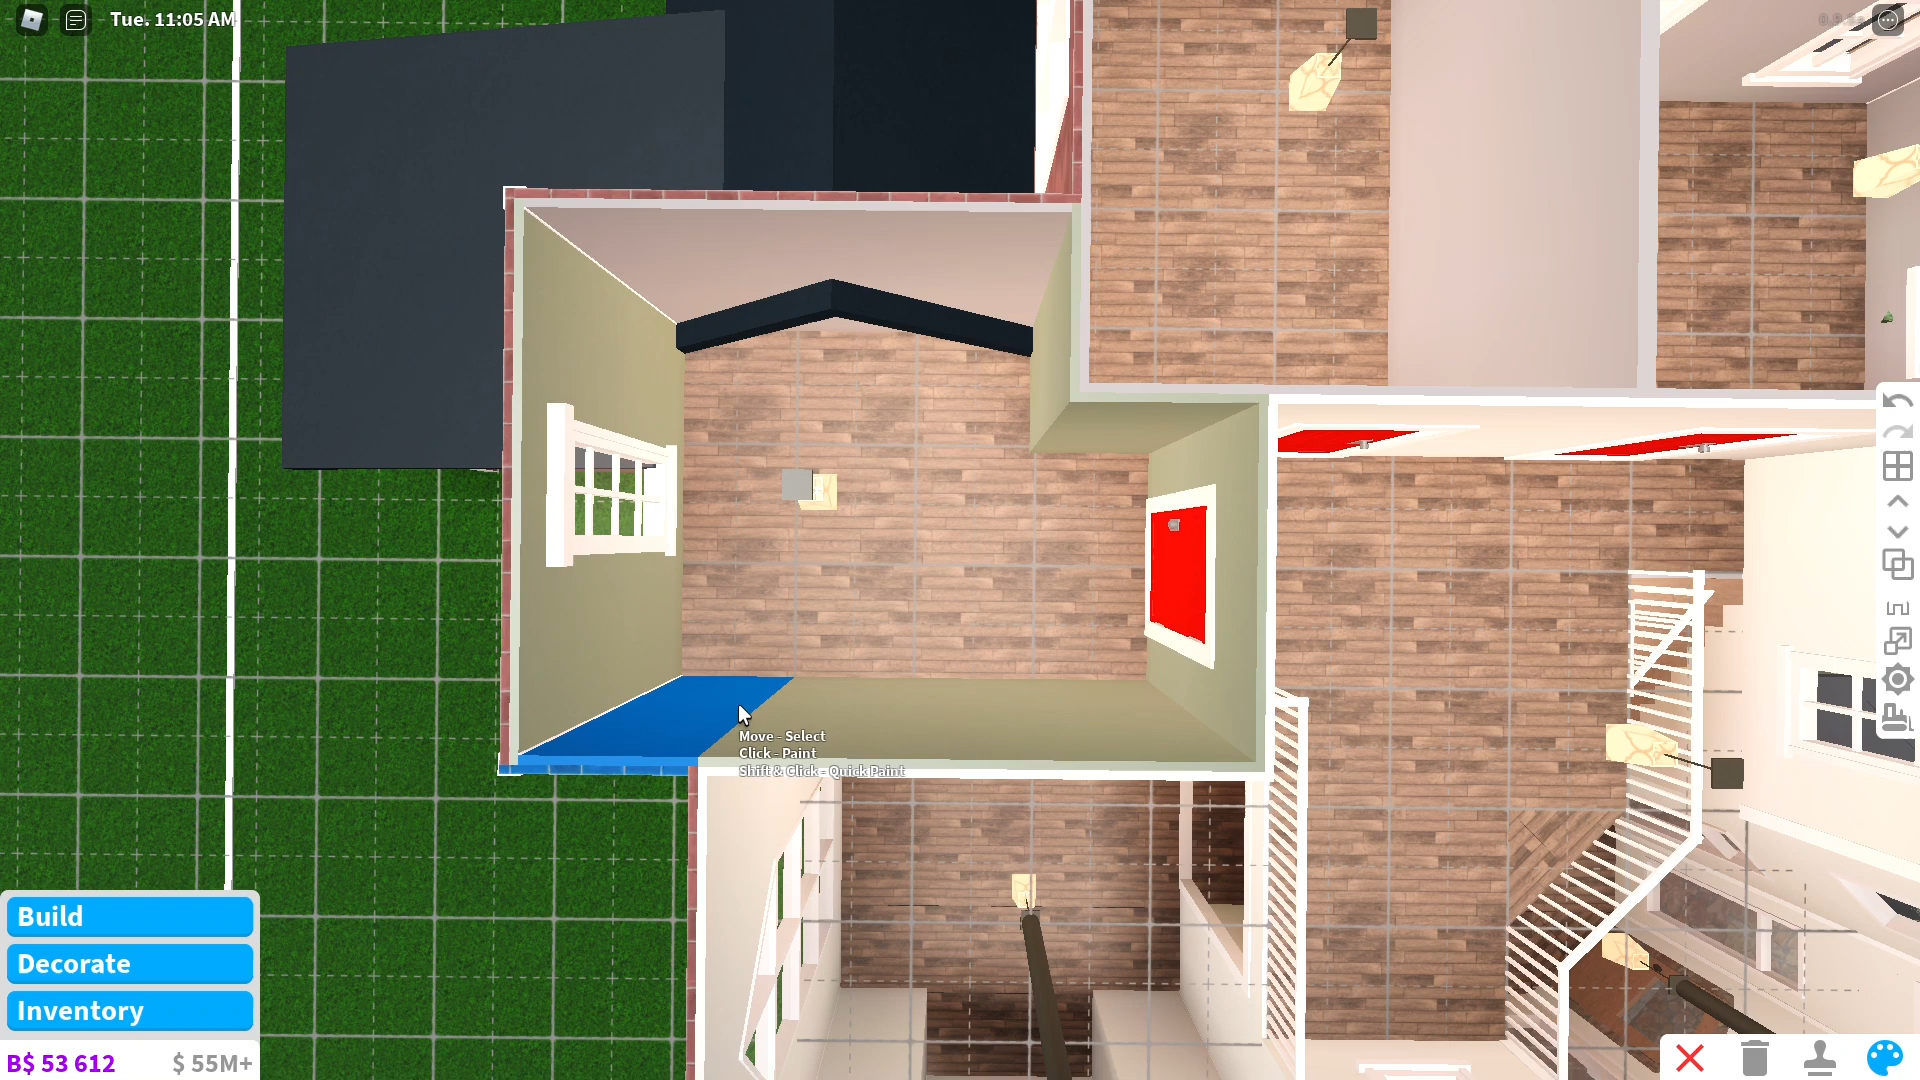 Tue. 11:05 AM
Move - Select
Click - Paint
Shift & Click - Quick Paint
Build
Decorate
Inventory
B$ 53 612
$ 55M+